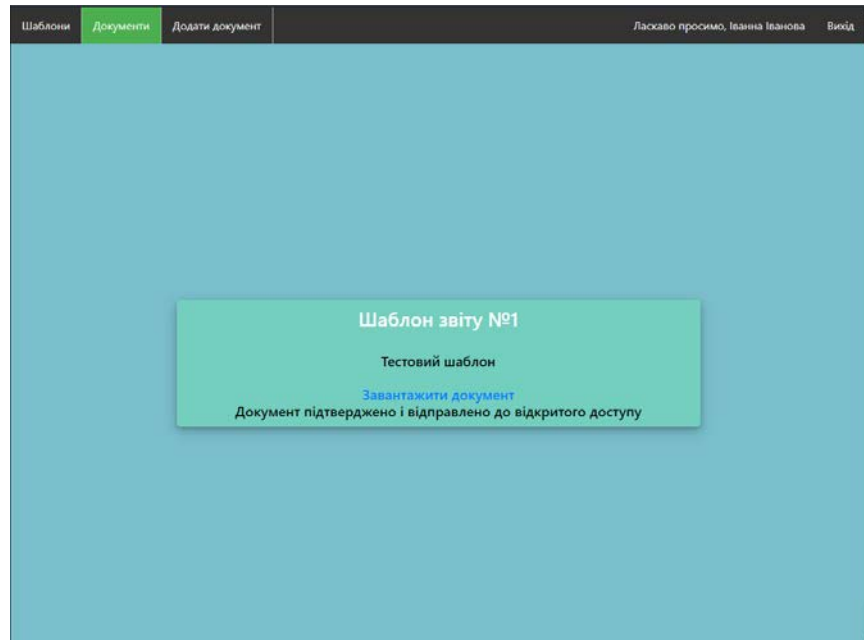 Шаблони Документи Додати документ Ласкаво просимо, Іванна Іванова Вихід
Шаблон звіту №1
Тестовий шаблон
Завантажити документ
Документ підтверджено і відправлено до відкритого доступу